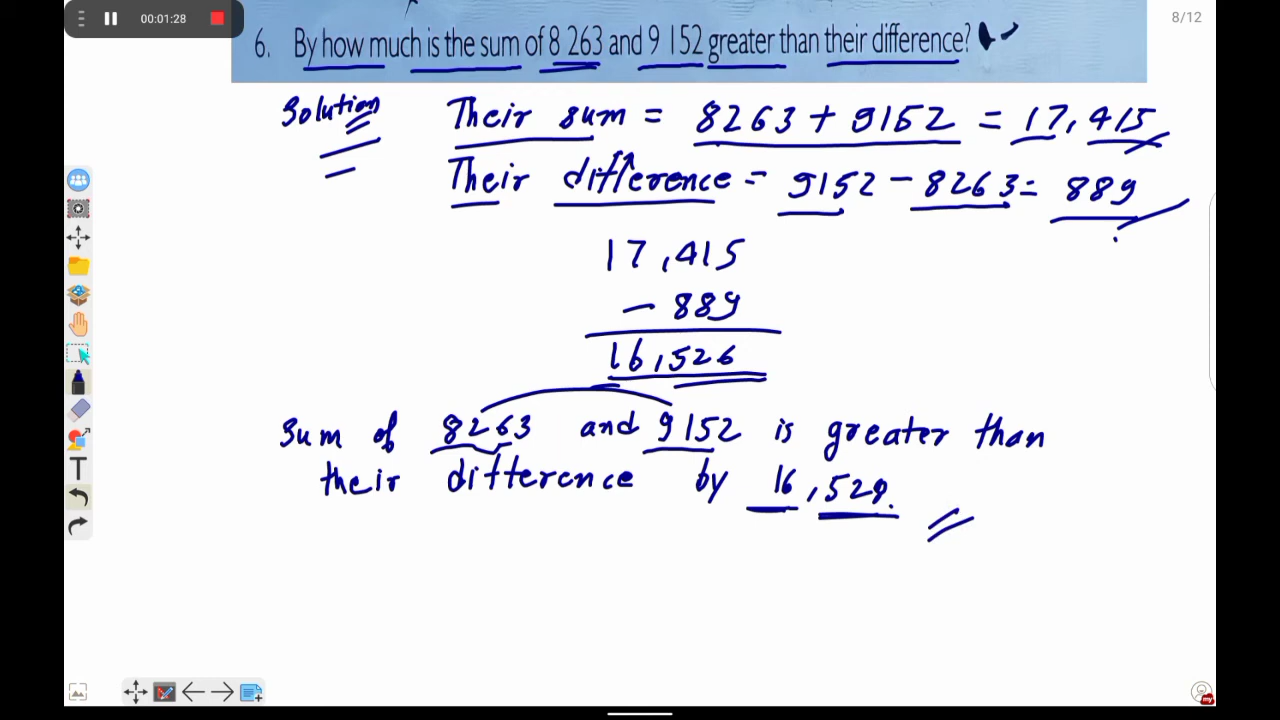 00:01:28
8/12
6. By how much is the sum of 8 263 and 9 152 greater than their difference?
Solution
Their sum = 8263 + 9152 = 17,415
Their difference = 9152 - 8263 = 889
17,415
- 889
16,526
Sum of 8263 and 9152 is greater than
their difference by 16,529.
T
my